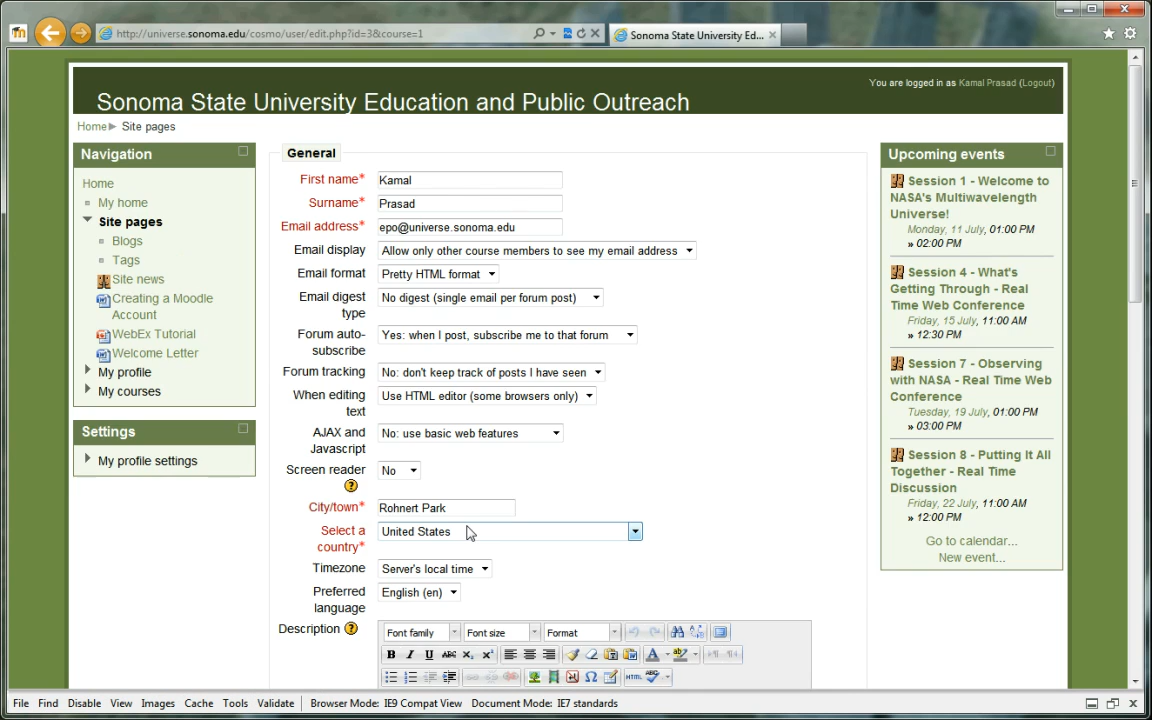 http://universe.sonoma.edu/cosmo/user/edit.php?id=3&course=1
Sonoma State University Ed...
You are logged in as Kamal Prasad (Logout)
Sonoma State University Education and Public Outreach
Home Site pages
Navigation
Home
My home
Site pages
Blogs
Tags
Site news
Creating a Moodle
Account
WebEx Tutorial
Welcome Letter
My profile
My courses
Settings
My profile settings
General
First name* Kamal
Surname* Prasad
Email address* epo@universe.sonoma.edu
Email display Allow only other course members to see my email address
Email format Pretty HTML format
Email digest
type
No digest (single email per forum post)
Forum auto-
subscribe
Yes: when I post, subscribe me to that forum
Forum tracking No: don't keep track of posts I have seen
When editing
text
Use HTML editor (some browsers only)
AJAX and
Javascript
No: use basic web features
Screen reader No
?
City/town* Rohnert Park
Select a
country*
United States
Timezone Server's local time
Preferred
language
English (en)
Description ?
Font family Font size Format
B I U ABC X₂ X² A ab
Ω HTML ABC
Upcoming events
Session 1 - Welcome to
NASA's Multiwavelength
Universe!
Monday, 11 July, 01:00 PM
» 02:00 PM
Session 4 - What's
Getting Through - Real
Time Web Conference
Friday, 15 July, 11:00 AM
» 12:30 PM
Session 7 - Observing
with NASA - Real Time Web
Conference
Tuesday, 19 July, 01:00 PM
» 03:00 PM
Session 8 - Putting It All
Together - Real Time
Discussion
Friday, 22 July, 11:00 AM
» 12:00 PM
Go to calendar...
New event...
File Find Disable View Images Cache Tools Validate Browser Mode: IE9 Compat View Document Mode: IE7 standards